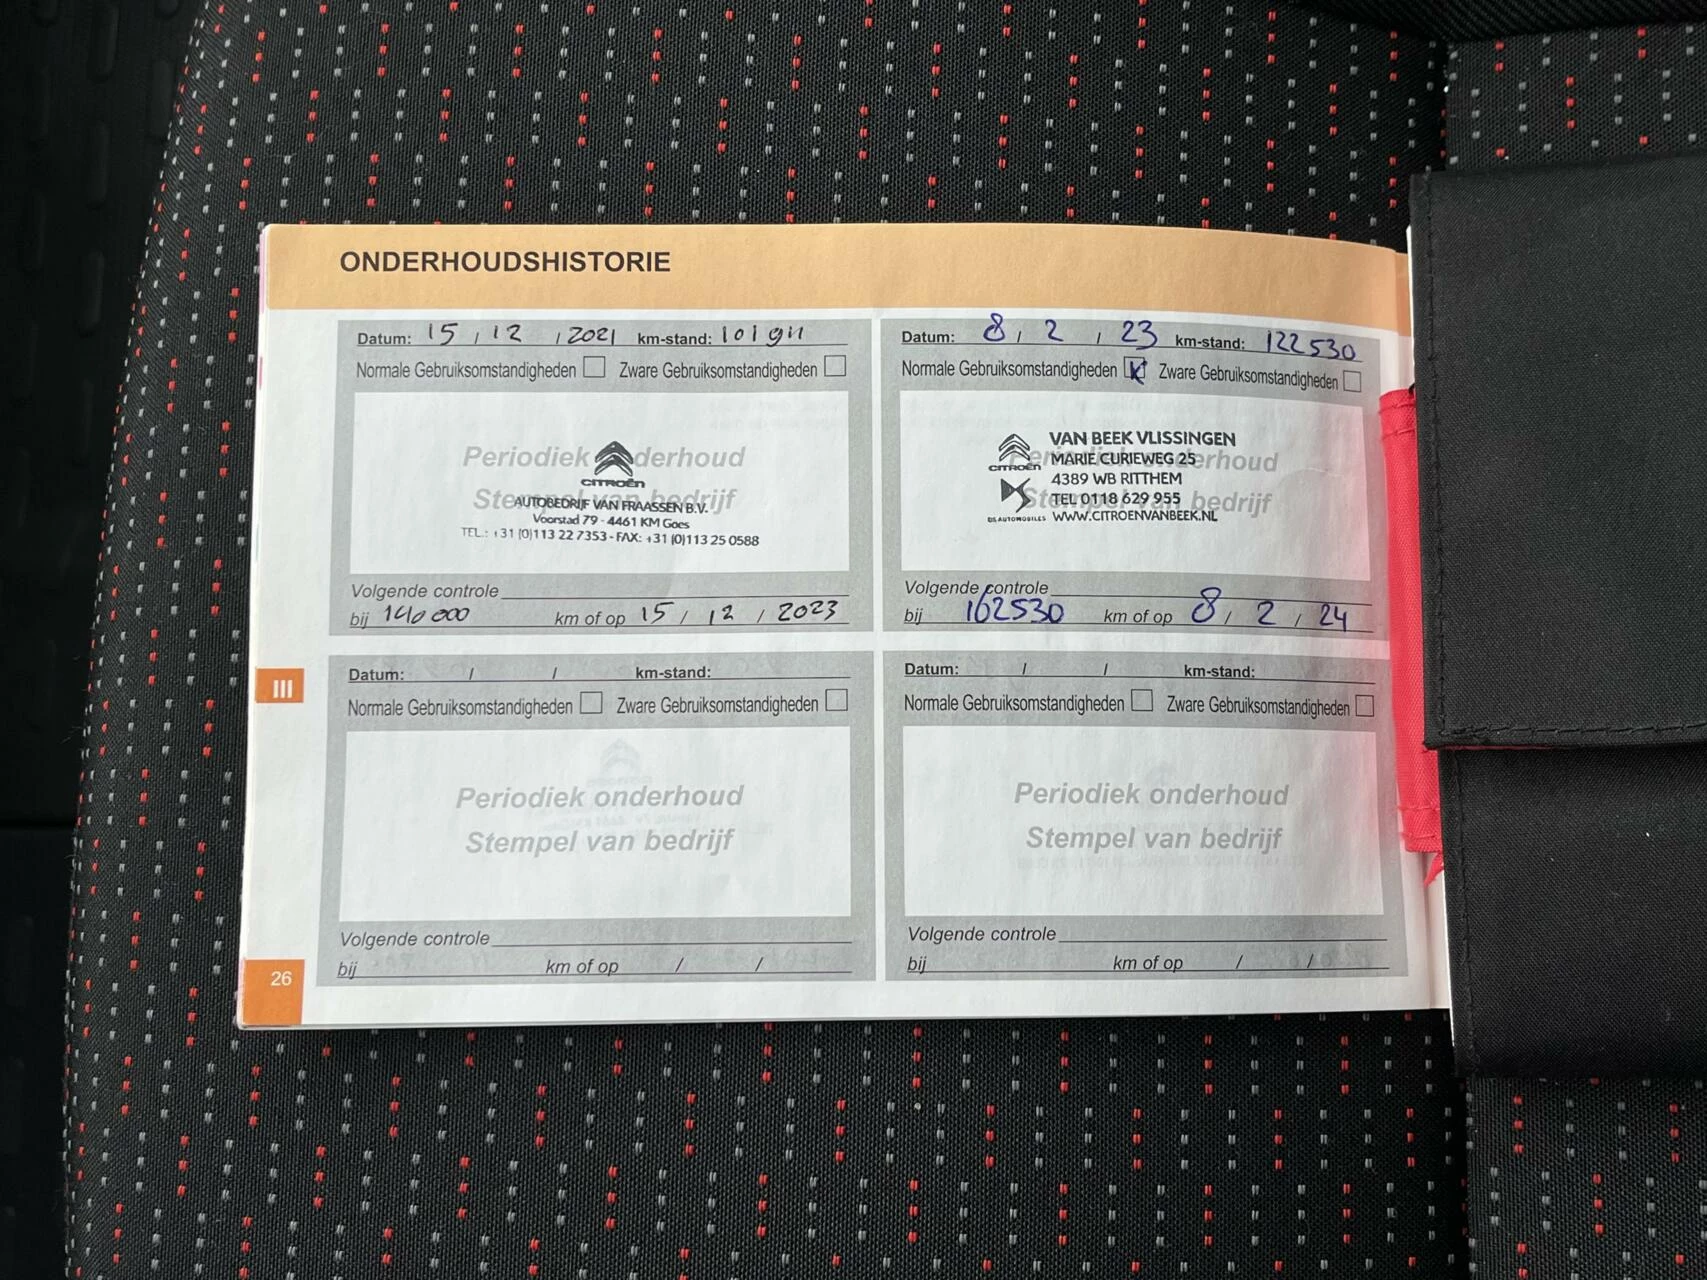 ONDERHOUDSHISTORIE
Datum: 15 / 12 / 2021 km-stand: 101911
Normale Gebruiksomstandigheden Zware Gebruiksomstandigheden
Periodiek onderhoud
Stempel van bedrijf
CITROËN
AUTOBEDRIJF VAN FRAASSEN B.V.
Voorstad 79 - 4461 KM Goes
TEL.: +31 (0)113 22 7353 - FAX: +31 (0)113 25 0588
Volgende controle
bij 140000 km of op 15 / 12 / 2023
Datum: 8 / 2 / 23 km-stand: 122530
Normale Gebruiksomstandigheden Zware Gebruiksomstandigheden
Periodiek onderhoud
Stempel van bedrijf
CITROËN
DS AUTOMOBILES
VAN BEEK VLISSINGEN
MARIE CURIEWEG 25
4389 WB RITTHEM
TEL 0118 629 955
WWW.CITROENVANBEEK.NL
Volgende controle
bij 162530 km of op 8 / 2 / 24
III
Datum: / / km-stand:
Normale Gebruiksomstandigheden Zware Gebruiksomstandigheden
Periodiek onderhoud
Stempel van bedrijf
Volgende controle
bij km of op / /
Datum: / / km-stand:
Normale Gebruiksomstandigheden Zware Gebruiksomstandigheden
Periodiek onderhoud
Stempel van bedrijf
Volgende controle
bij km of op / /
26